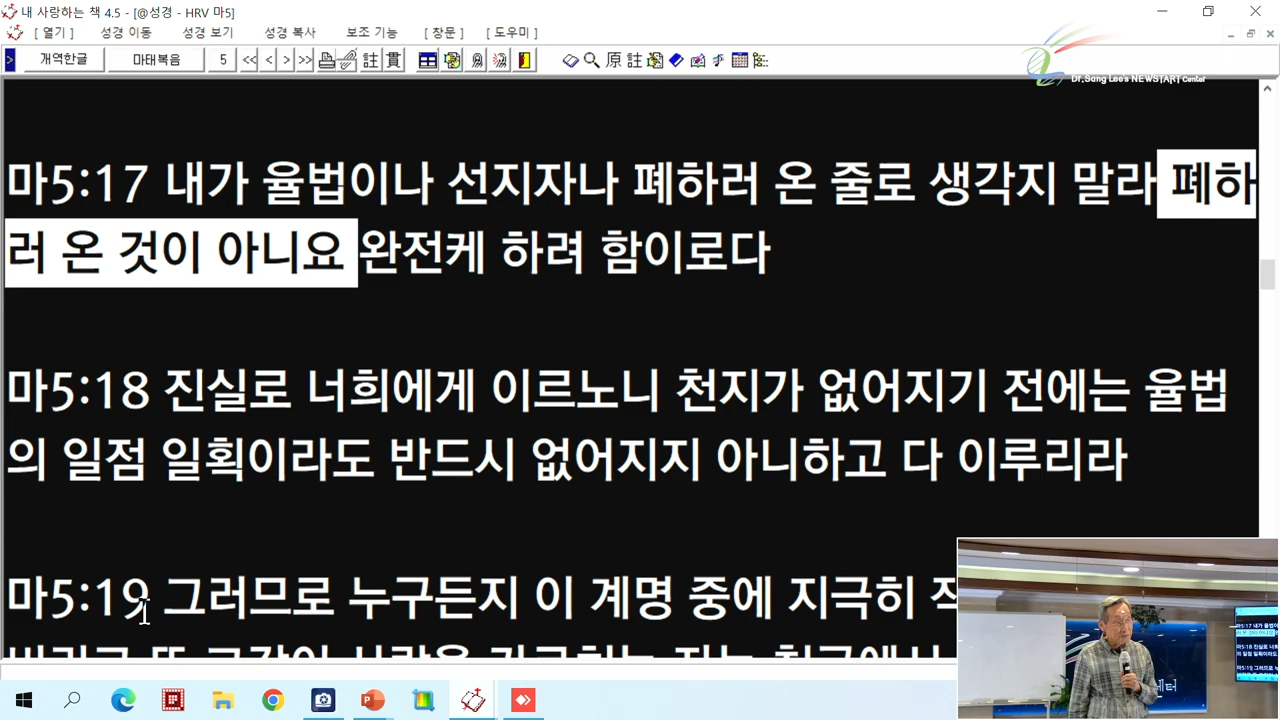 내 사랑하는 책 4.5 - [@성경 - HRV 마5]
[ 열기 ] 성경 이동 성경 보기 성경 복사 보조 기능 [ 창문 ] [ 도우미 ]
개역한글 마태복음 5 << < > >> 註 貫 原 註
Dr.Sang Lee's NEWSTART Center
마5:17 내가 율법이나 선지자나 폐하러 온 줄로 생각지 말라 폐하
러 온 것이 아니요 완전케 하려 함이로다
마5:18 진실로 너희에게 이르노니 천지가 없어지기 전에는 율법
의 일점 일획이라도 반드시 없어지지 아니하고 다 이루리라
마5:19 그러므로 누구든지 이 계명 중에 지극히